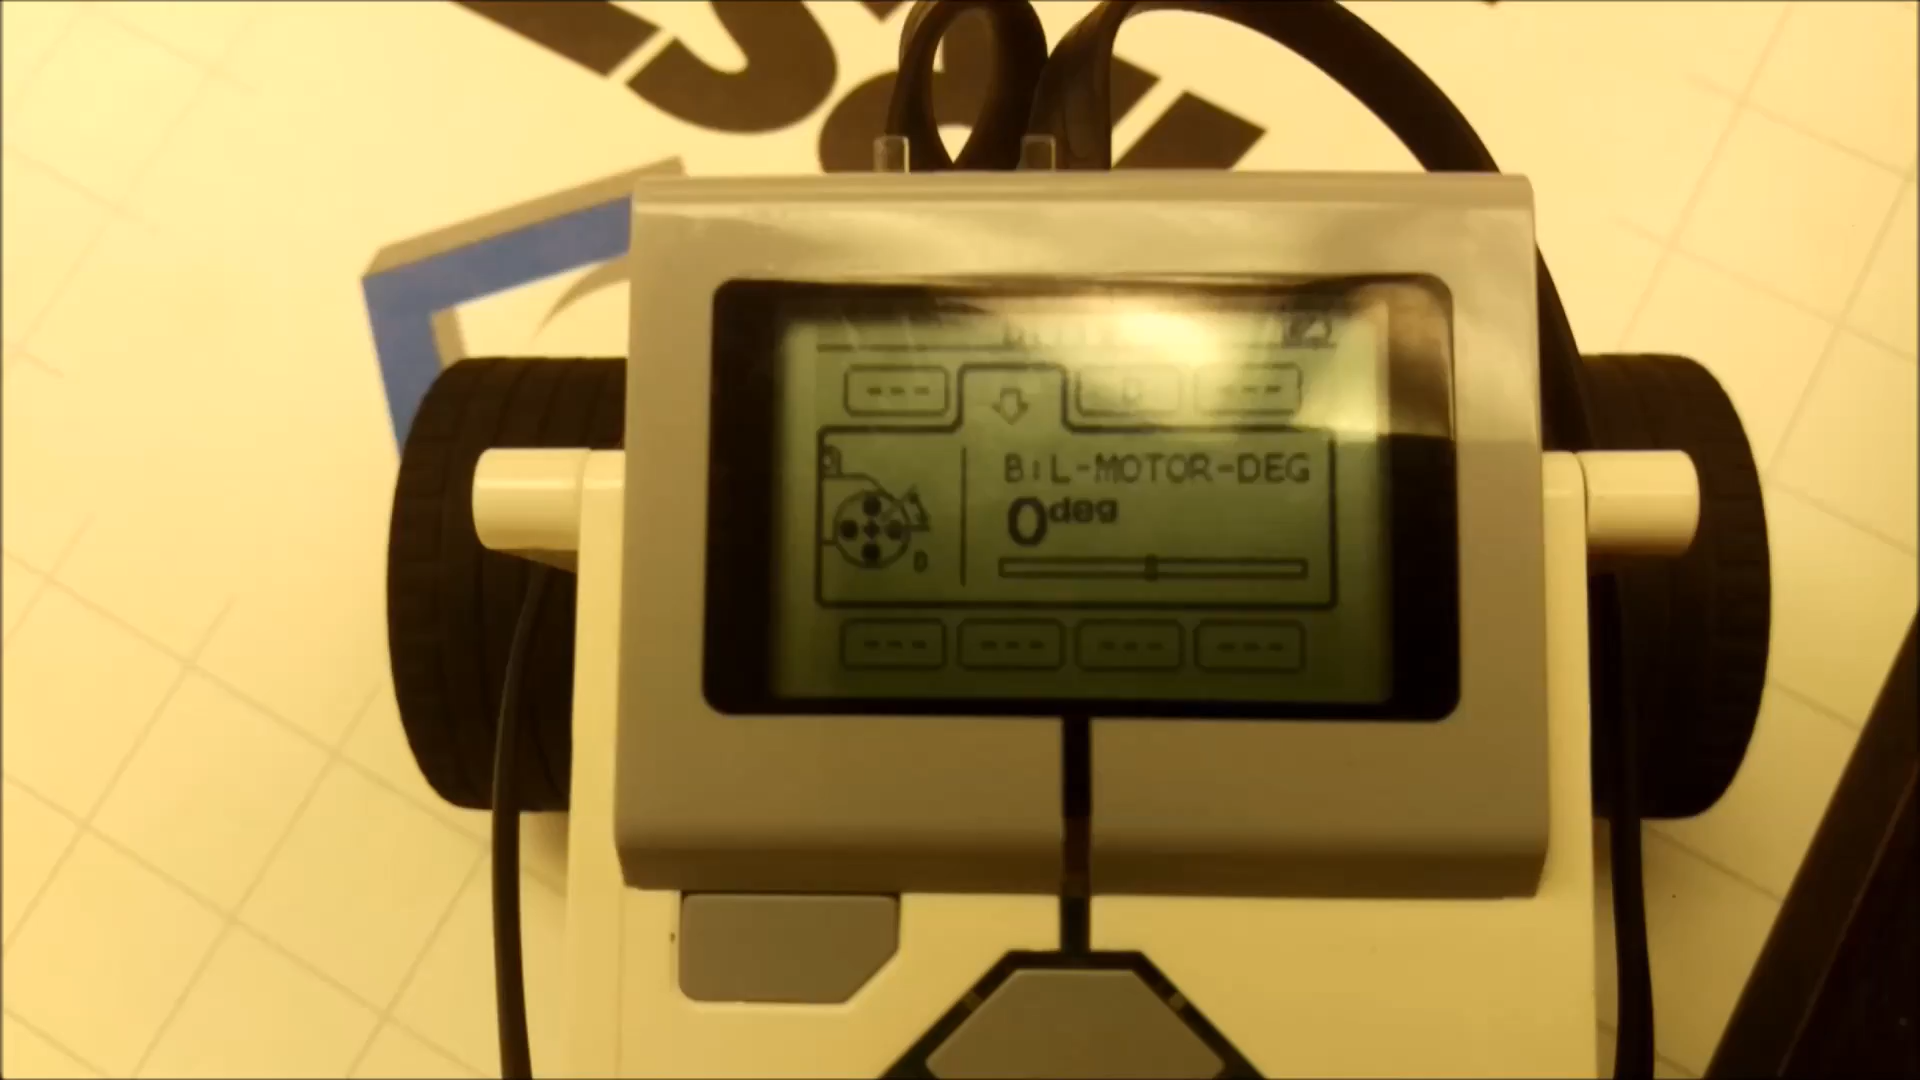 --- D ---
B:L-MOTOR-DEG
0deg
D
--- --- --- ---